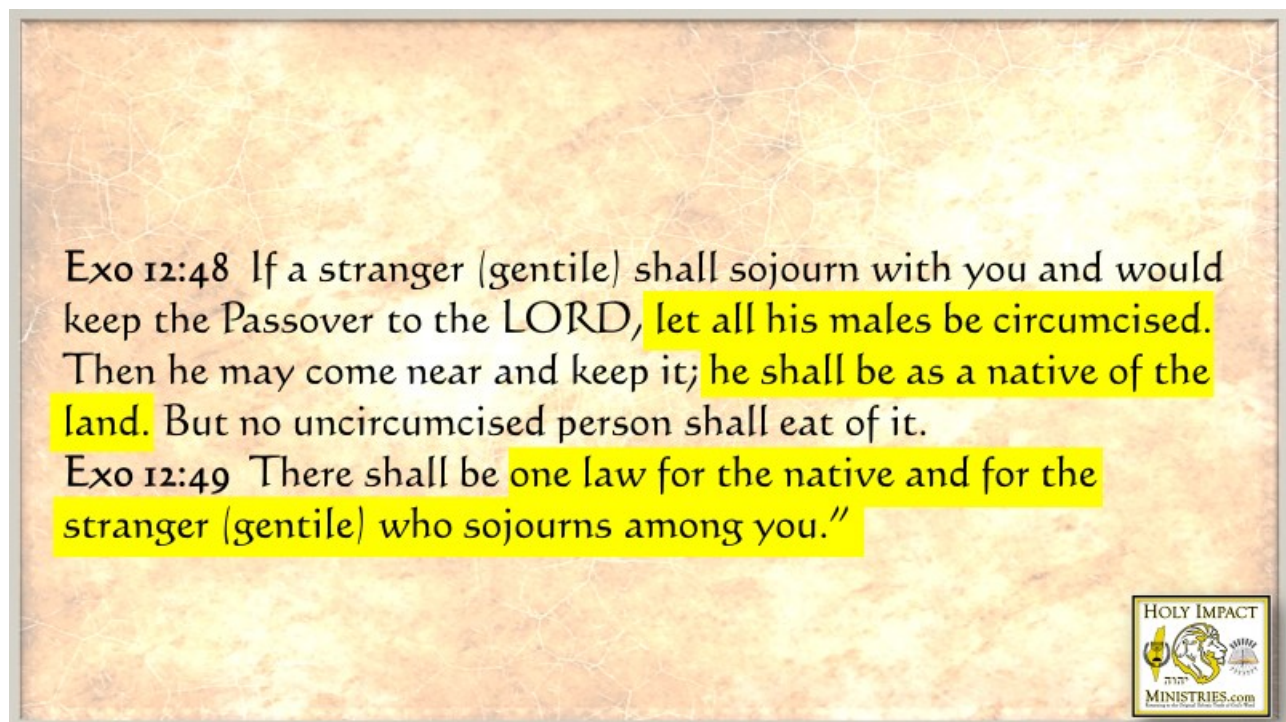 Exo 12:48 If a stranger (gentile) shall sojourn with you and would
keep the Passover to the LORD, let all his males be circumcised.
Then he may come near and keep it; he shall be as a native of the
land. But no uncircumcised person shall eat of it.
Exo 12:49 There shall be one law for the native and for the
stranger (gentile) who sojourns among you.”
HOLY IMPACT
יהוה
MINISTRIES.com